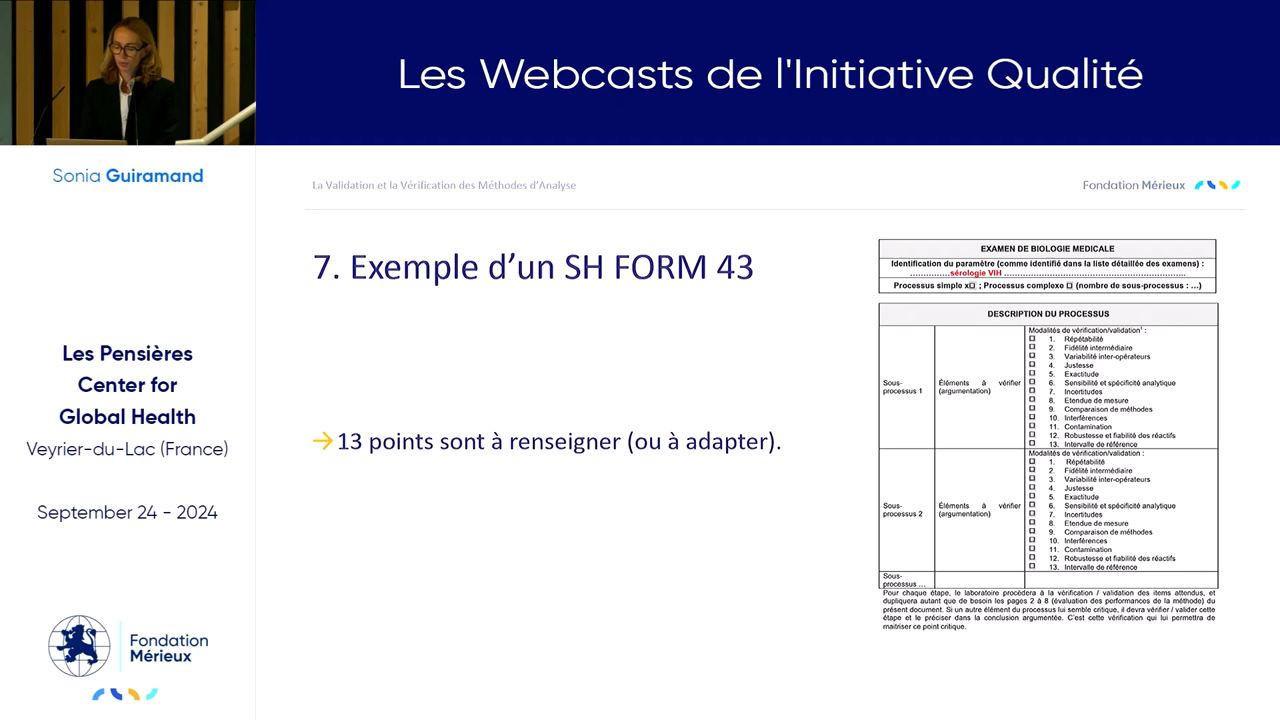 Les Webcasts de l'Initiative Qualité
Sonia Guiramand
Les Pensières
Center for
Global Health
Veyrier-du-Lac (France)
September 24 - 2024
Fondation
Mérieux
La Validation et la Vérification des Méthodes d'Analyse
Fondation Mérieux
7. Exemple d'un SH FORM 43
→ 13 points sont à renseigner (ou à adapter).
EXAMEN DE BIOLOGIE MEDICALE
Identification du paramètre (comme identifié dans la liste détaillée des examens) :
……………sérologie VIH ……………………………………………………...
Processus simple x☐ ; Processus complexe ☐ (nombre de sous-processus : …)
DESCRIPTION DU PROCESSUS
Sous-
processus 1
Éléments à vérifier
(argumentation)
Modalités de vérification/validation¹ :
☐ 1. Répétabilité
☐ 2. Fidélité intermédiaire
☐ 3. Variabilité inter-opérateurs
☐ 4. Justesse
☐ 5. Exactitude
☐ 6. Sensibilité et spécificité analytique
☐ 7. Incertitudes
☐ 8. Etendue de mesure
☐ 9. Comparaison de méthodes
☐ 10. Interférences
☐ 11. Contamination
☐ 12. Robustesse et fiabilité des réactifs
☐ 13. Intervalle de référence
Sous-
processus 2
Éléments à vérifier
(argumentation)
Modalités de vérification/validation :
☐ 1. Répétabilité
☐ 2. Fidélité intermédiaire
☐ 3. Variabilité inter-opérateurs
☐ 4. Justesse
☐ 5. Exactitude
☐ 6. Sensibilité et spécificité analytique
☐ 7. Incertitudes
☐ 8. Etendue de mesure
☐ 9. Comparaison de méthodes
☐ 10. Interférences
☐ 11. Contamination
☐ 12. Robustesse et fiabilité des réactifs
☐ 13. Intervalle de référence
Sous-
processus …
Pour chaque étape, le laboratoire procèdera à la vérification / validation des items attendus, et
dupliquera autant que de besoin les pages 2 à 8 (évaluation des performances de la méthode) du
présent document. Si un autre élément du processus lui semble critique, il devra vérifier / valider cette
étape et le préciser dans la conclusion argumentée. C'est cette vérification qui lui permettra de
maitriser ce point critique.